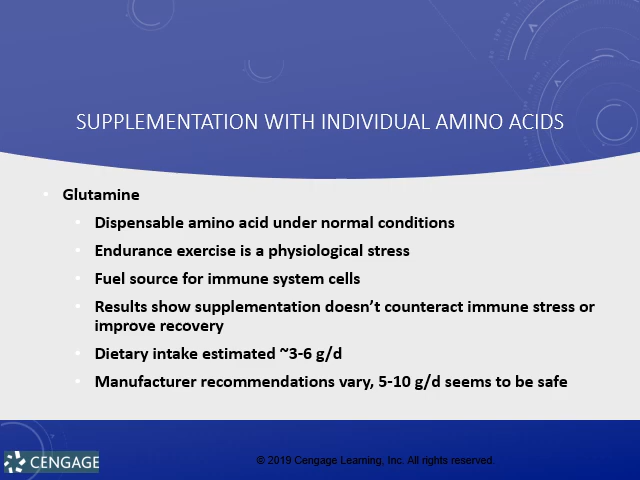 SUPPLEMENTATION WITH INDIVIDUAL AMINO ACIDS
• Glutamine
• Dispensable amino acid under normal conditions
• Endurance exercise is a physiological stress
• Fuel source for immune system cells
• Results show supplementation doesn’t counteract immune stress or
improve recovery
• Dietary intake estimated ~3-6 g/d
• Manufacturer recommendations vary, 5-10 g/d seems to be safe
CENGAGE
© 2019 Cengage Learning, Inc. All rights reserved.